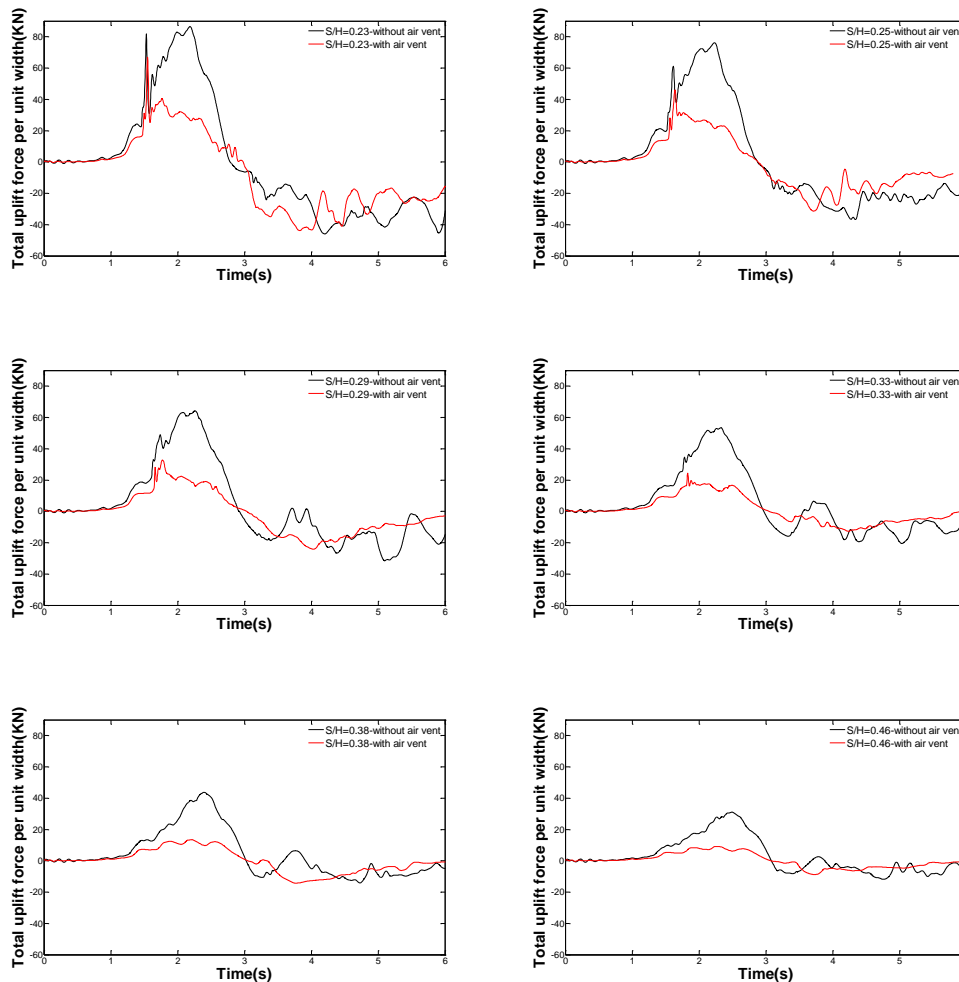 S/H=0.23-without air vent
S/H=0.23-with air vent
80
60
40
20
0
-20
-40
-60
0 1 2 3 4 5 6
Total uplift force per unit width(KN)
Time(s)
S/H=0.25-without air vent
S/H=0.25-with air vent
80
60
40
20
0
-20
-40
-60
0 1 2 3 4 5
Total uplift force per unit width(KN)
Time(s)
S/H=0.29-without air vent
S/H=0.29-with air vent
80
60
40
20
0
-20
-40
-60
0 1 2 3 4 5 6
Total uplift force per unit width(KN)
Time(s)
S/H=0.33-without air vent
S/H=0.33-with air vent
80
60
40
20
0
-20
-40
-60
0 1 2 3 4 5
Total uplift force per unit width(KN)
Time(s)
S/H=0.38-without air vent
S/H=0.38-with air vent
80
60
40
20
0
-20
-40
-60
0 1 2 3 4 5 6
Total uplift force per unit width(KN)
Time(s)
S/H=0.46-without air vent
S/H=0.46-with air vent
80
60
40
20
0
-20
-40
-60
0 1 2 3 4 5
Total uplift force per unit width(KN)
Time(s)